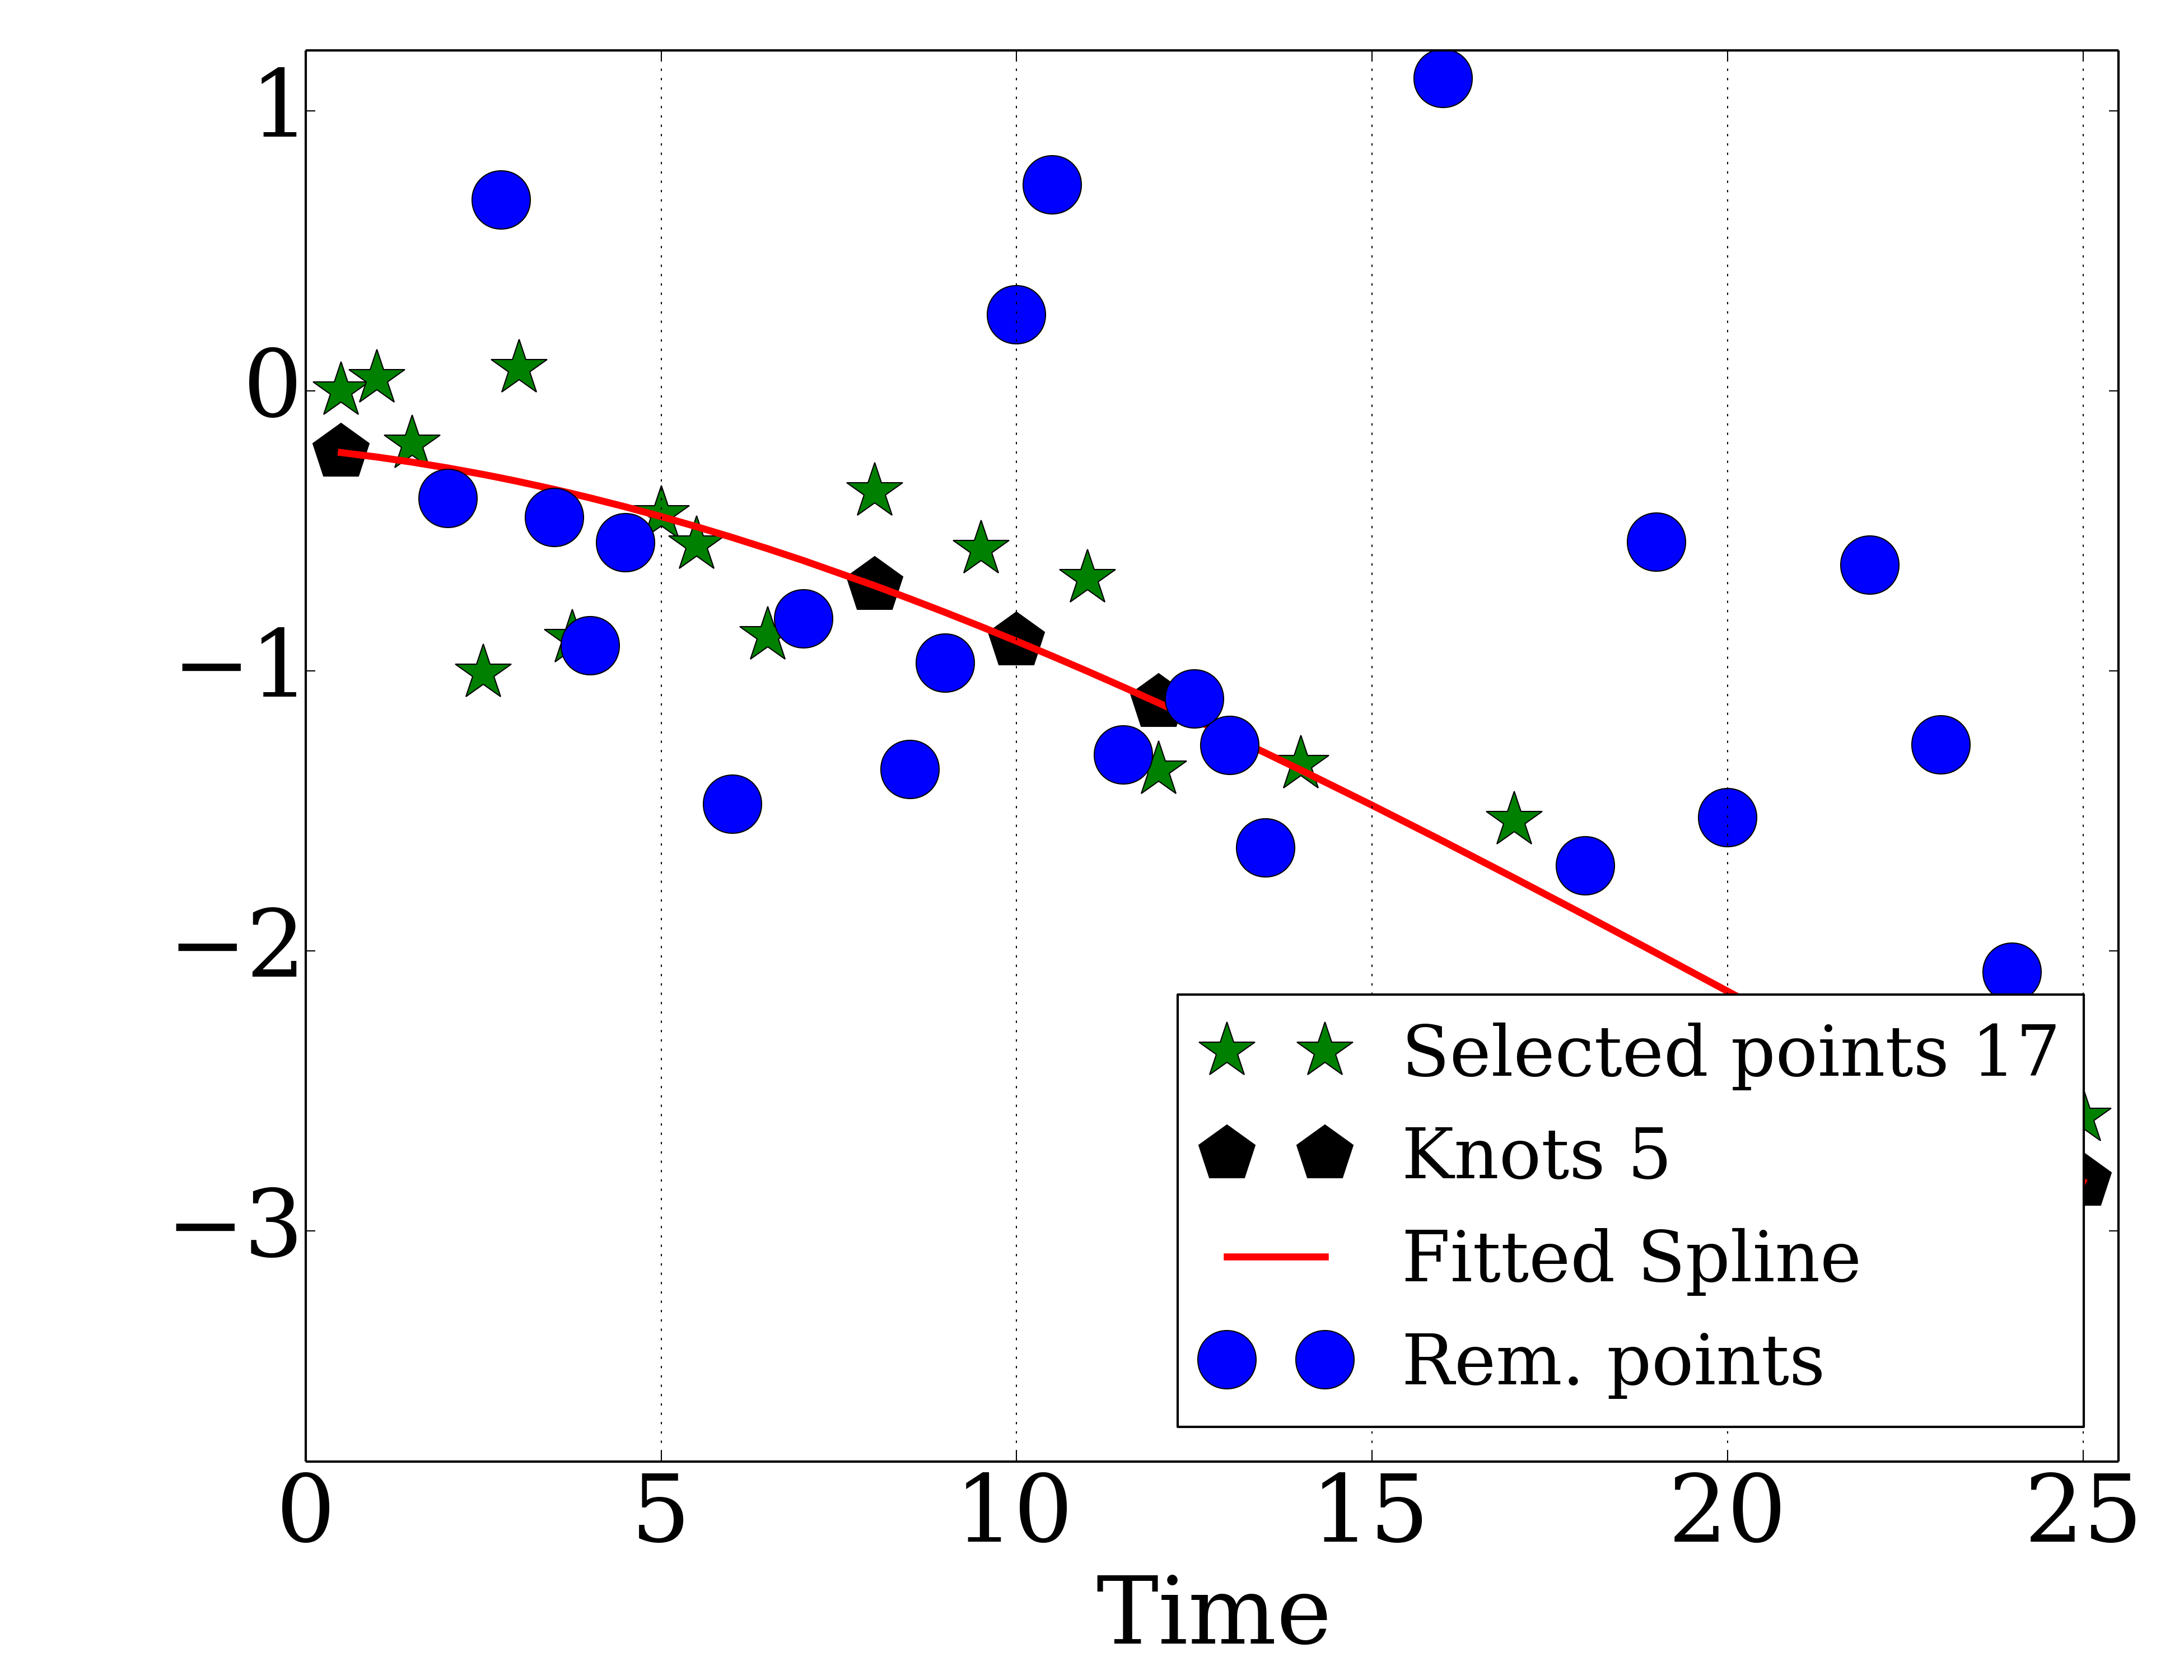 1
0
−1
−2
−3
Selected points 17
Knots 5
Fitted Spline
Rem. points
0 5 10 15 20 25
Time